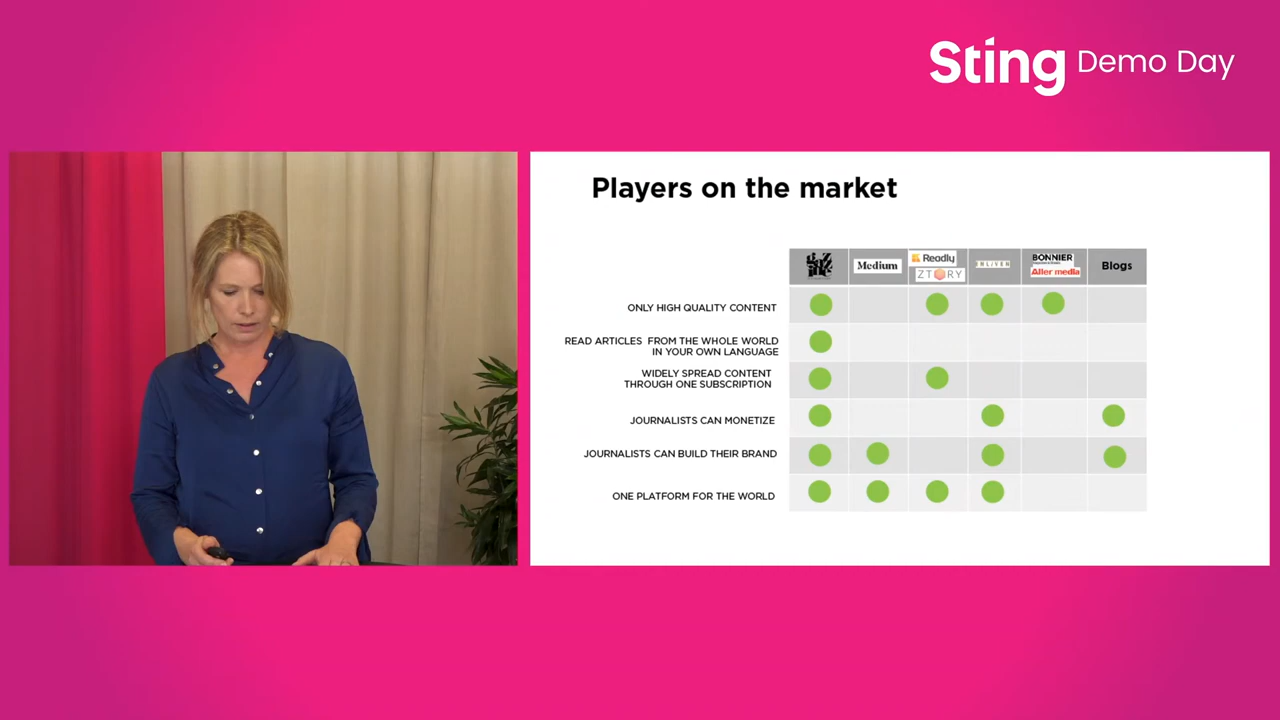 Sting Demo Day
Players on the market
Medium
Readly
ZTORY
BONNIER
Aller media
Blogs
ONLY HIGH QUALITY CONTENT
READ ARTICLES FROM THE WHOLE WORLD
IN YOUR OWN LANGUAGE
WIDELY SPREAD CONTENT
THROUGH ONE SUBSCRIPTION
JOURNALISTS CAN MONETIZE
JOURNALISTS CAN BUILD THEIR BRAND
ONE PLATFORM FOR THE WORLD